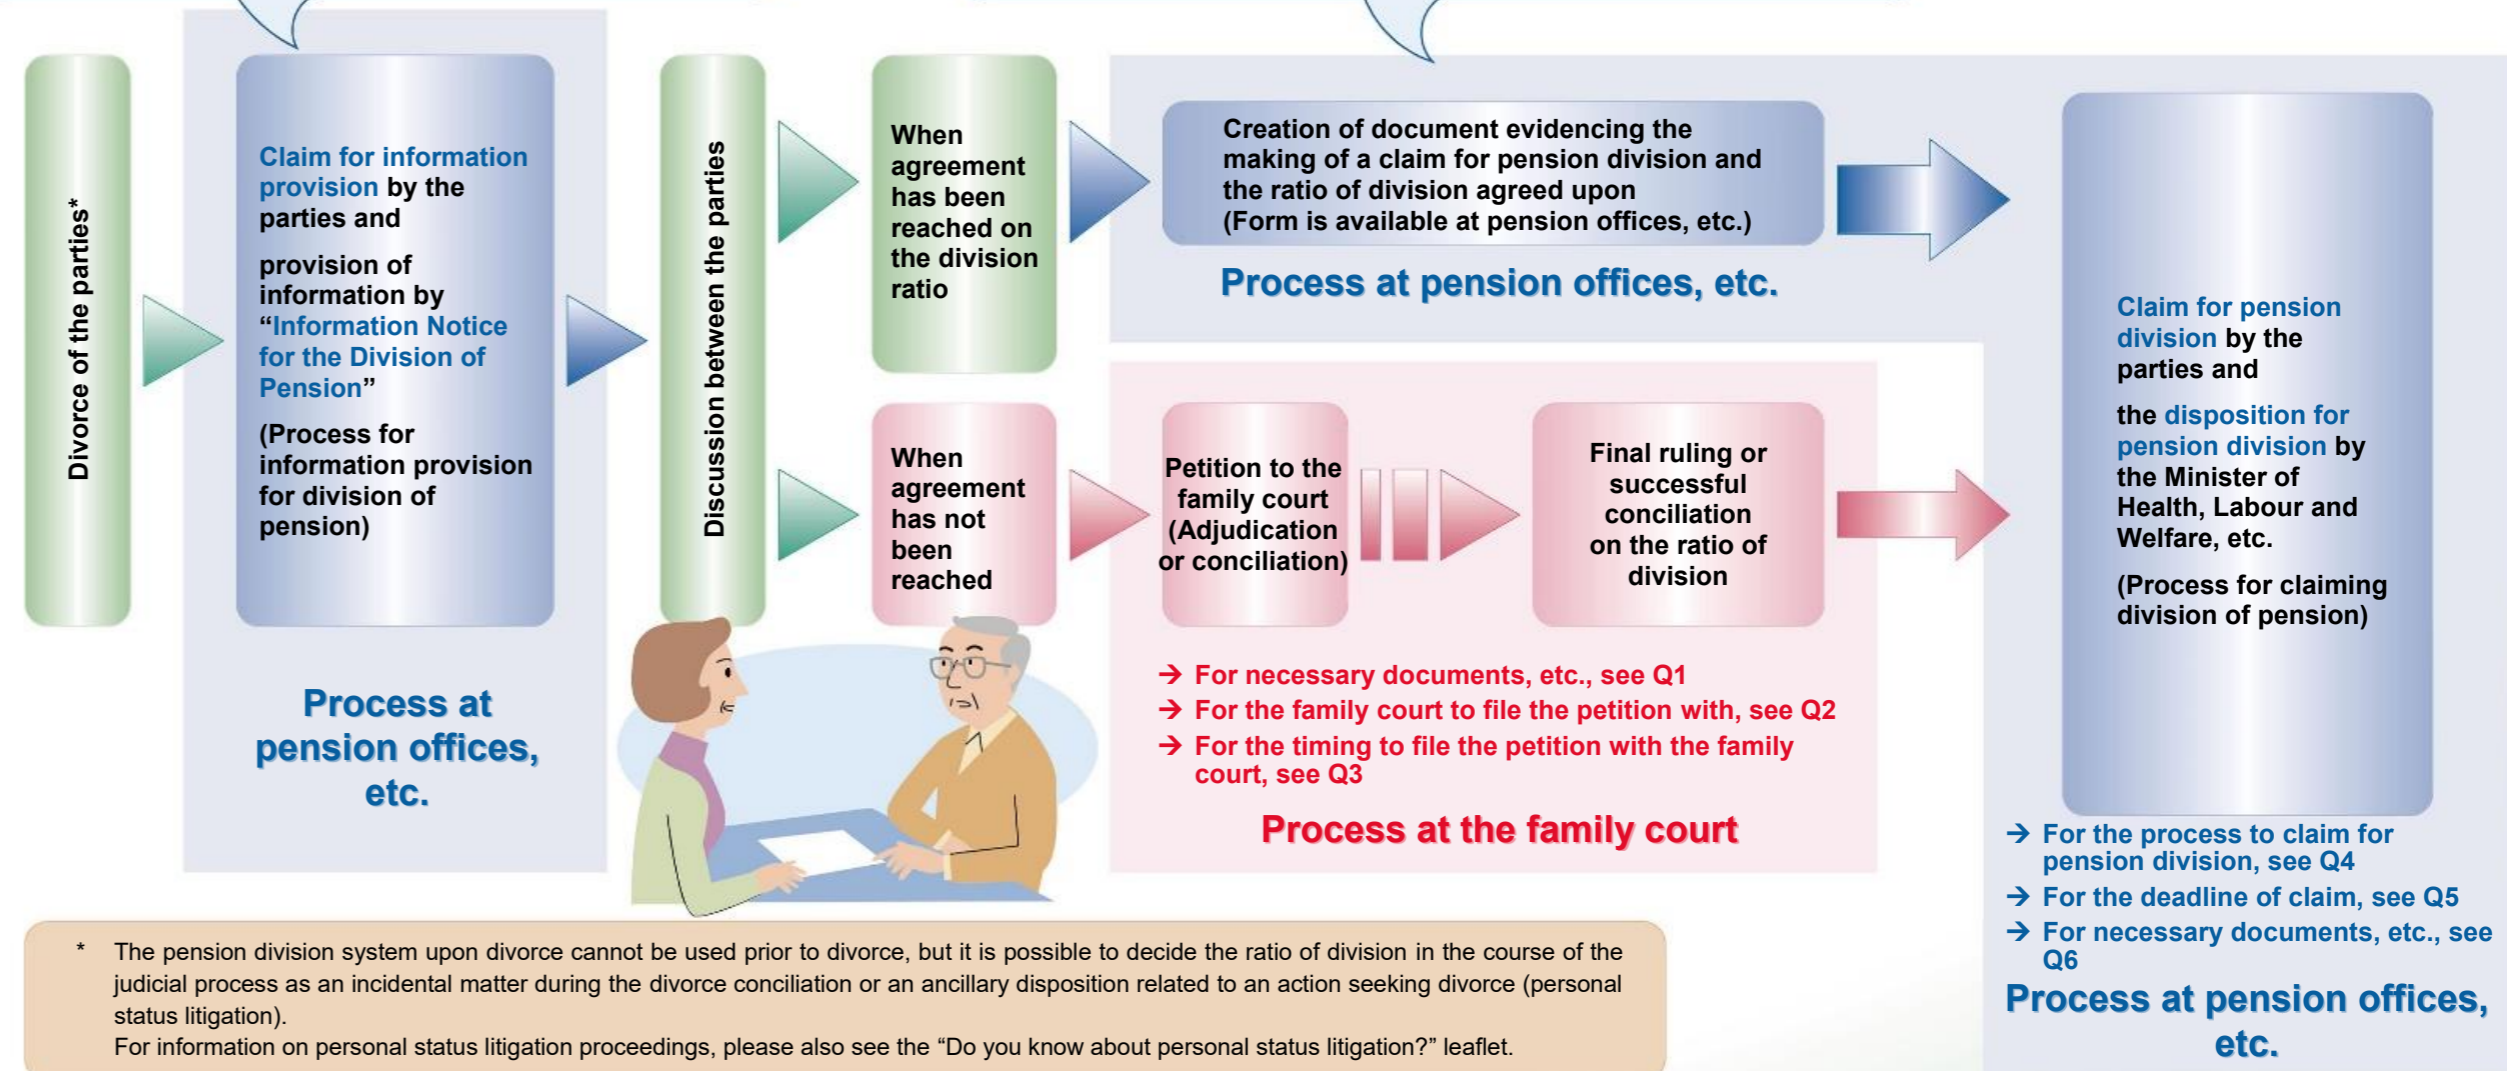 Divorce of the parties*
Claim for information
provision by the
parties and
provision of
information by
“Information Notice
for the Division of
Pension”
(Process for
information provision
for division of
pension)
Process at
pension offices,
etc.
Discussion between the parties
When
agreement
has been
reached on
the division
ratio
Creation of document evidencing the
making of a claim for pension division and
the ratio of division agreed upon
(Form is available at pension offices, etc.)
Process at pension offices, etc.
When
agreement
has not
been
reached
Petition to the
family court
(Adjudication
or conciliation)
Final ruling or
successful
conciliation
on the ratio of
division
→ For necessary documents, etc., see Q1
→ For the family court to file the petition with, see Q2
→ For the timing to file the petition with the family
court, see Q3
Process at the family court
Claim for pension
division by the
parties and
the disposition for
pension division by
the Minister of
Health, Labour and
Welfare, etc.
(Process for claiming
division of pension)
→ For the process to claim for
pension division, see Q4
→ For the deadline of claim, see Q5
→ For necessary documents, etc., see
Q6
Process at pension offices,
etc.
* The pension division system upon divorce cannot be used prior to divorce, but it is possible to decide the ratio of division in the course of the
judicial process as an incidental matter during the divorce conciliation or an ancillary disposition related to an action seeking divorce (personal
status litigation).
For information on personal status litigation proceedings, please also see the “Do you know about personal status litigation?” leaflet.